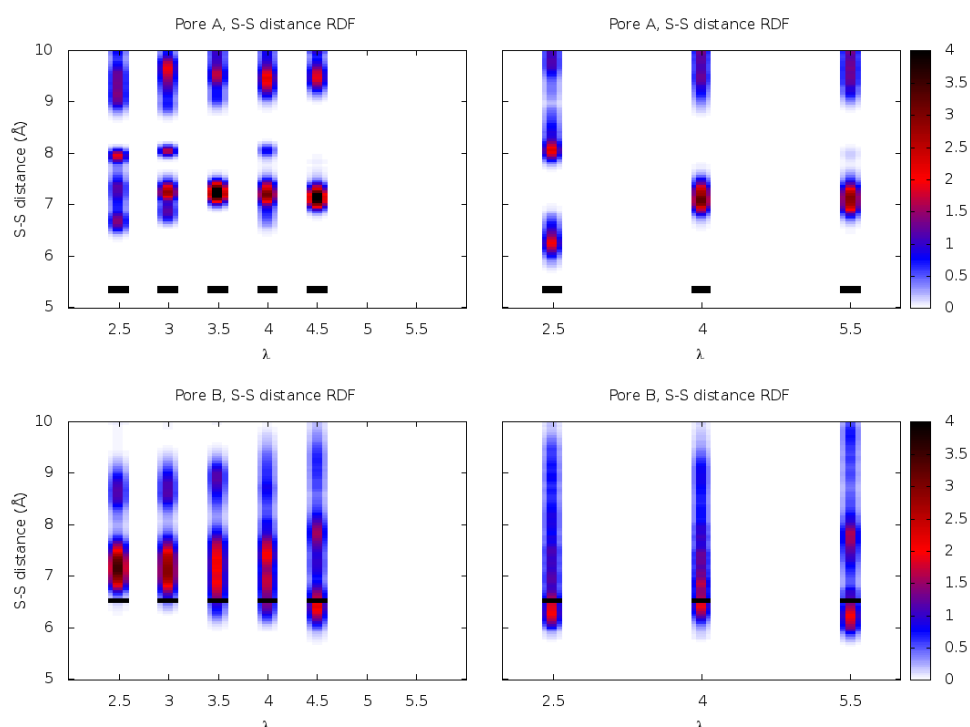 Pore A, S-S distance RDF
10
9
8
7
6
5
S-S distance (Å)
2.5 3 3.5 4 4.5 5 5.5
λ
Pore A, S-S distance RDF
2.5 4 5.5
λ
4
3.5
3
2.5
2
1.5
1
0.5
0
Pore B, S-S distance RDF
10
9
8
7
6
5
S-S distance (Å)
2.5 3 3.5 4 4.5 5 5.5
λ
Pore B, S-S distance RDF
2.5 4 5.5
λ
4
3.5
3
2.5
2
1.5
1
0.5
0